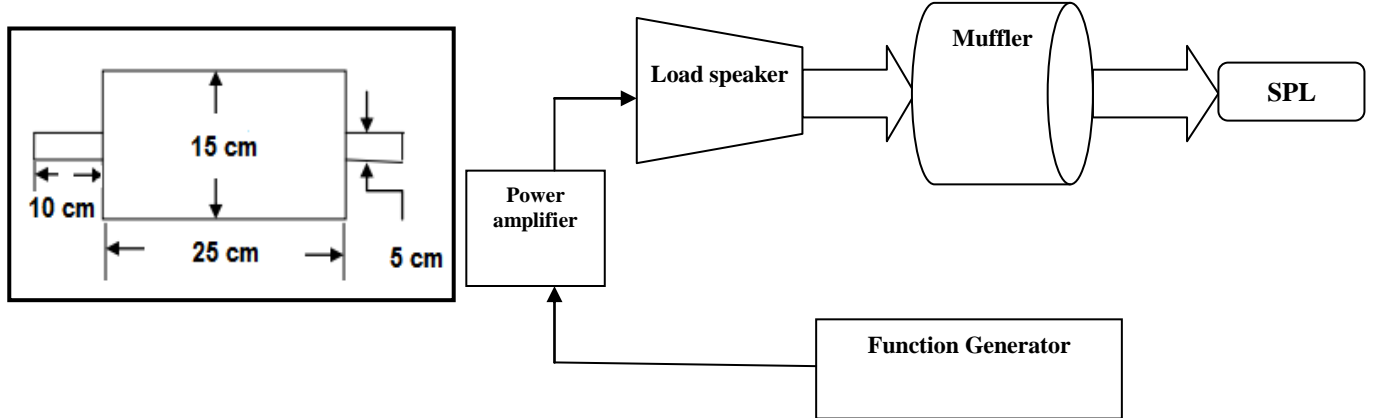 15 cm
10 cm
25 cm
5 cm
Load speaker
Muffler
SPL
Power
amplifier
Function Generator